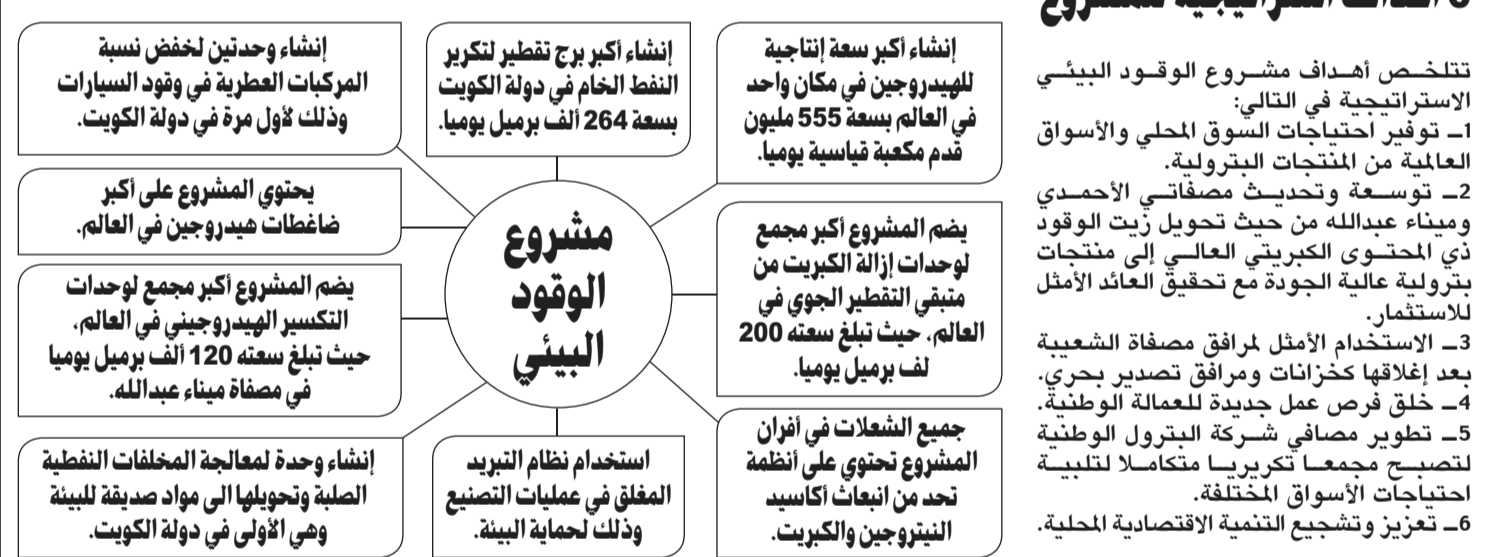 تتلخص أهداف مشروع الوقود البيئي
الاستراتيجية في التالي:
1ـ توفير احتياجات السوق المحلي والأسواق
العالمية من المنتجات البترولية.
2ـ توسعة وتحديث مصفاتي الأحمدي
وميناء عبدالله من حيث تحويل زيت الوقود
ذي المحتوى الكبريتي العالي إلى منتجات
بترولية عالية الجودة مع تحقيق العائد الأمثل
للاستثمار.
3ـ الاستخدام الأمثل لمرافق مصفاة الشعيبة
بعد إغلاقها كخزانات ومرافق تصدير بحري.
4ـ خلق فرص عمل جديدة للعمالة الوطنية.
5ـ تطوير مصافي شركة البترول الوطنية
لتصبح مجمعا تكريريا متكاملا لتلبية
احتياجات الأسواق المختلفة.
6ـ تعزيز وتشجيع التنمية الاقتصادية المحلية.
إنشاء أكبر سعة إنتاجية
للهيدروجين في مكان واحد
في العالم بسعة 555 مليون
قدم مكعبة قياسية يوميا.
إنشاء أكبر برج تقطير لتكرير
النفط الخام في دولة الكويت
بسعة 264 ألف برميل يوميا.
إنشاء وحدتين لخفض نسبة
المركبات العطرية في وقود السيارات
وذلك لأول مرة في دولة الكويت.
يحتوي المشروع على أكبر
ضاغطات هيدروجين في العالم.
يضم المشروع أكبر مجمع
لوحدات إزالة الكبريت من
متبقي التقطير الجوي في
العالم، حيث تبلغ سعته 200
لف برميل يوميا.
مشروع
الوقود
البيئي
يضم المشروع أكبر مجمع لوحدات
التكسير الهيدروجيني في العالم،
حيث تبلغ سعته 120 ألف برميل يوميا
في مصفاة ميناء عبدالله.
جميع الشعلات في أفران
المشروع تحتوي على أنظمة
تحد من انبعاث أكاسيد
النيتروجين والكبريت.
استخدام نظام التبريد
المغلق في عمليات التصنيع
وذلك لحماية البيئة.
إنشاء وحدة لمعالجة المخلفات النفطية
الصلبة وتحويلها الى مواد صديقة للبيئة
وهي الأولى في دولة الكويت.